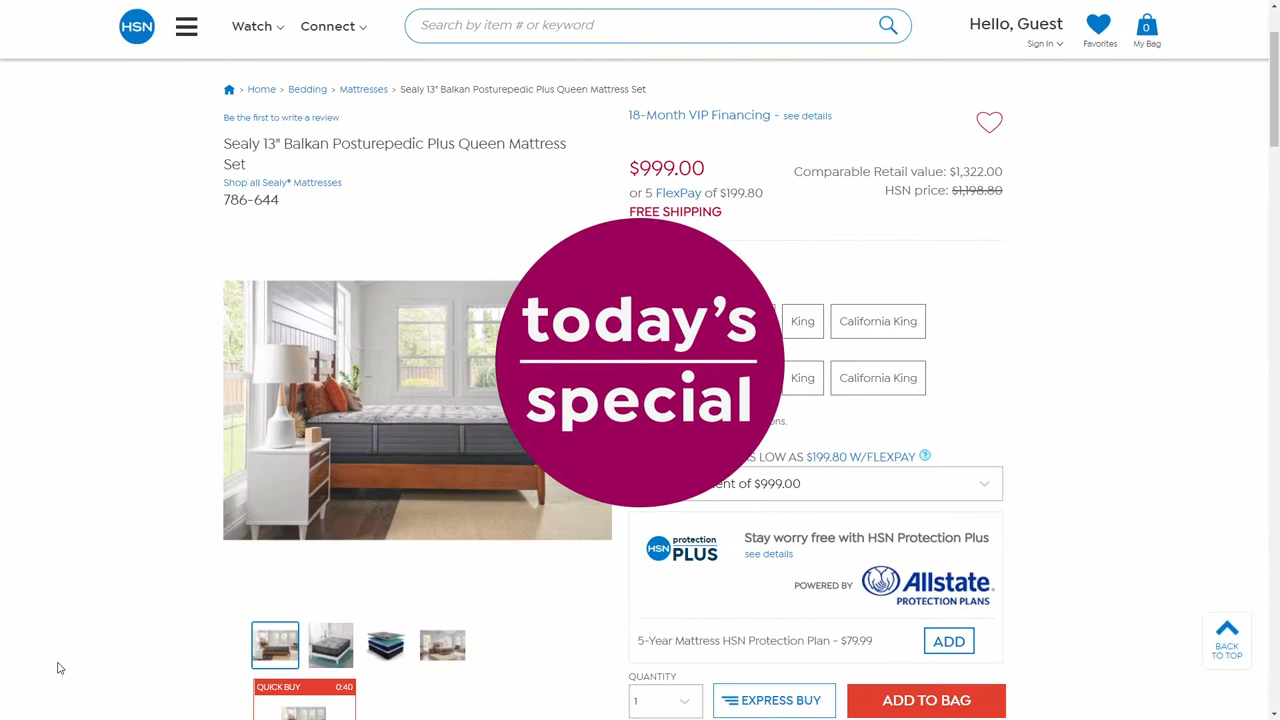 HSN
Watch
Connect
Search by item # or keyword
Hello, Guest
Sign In
Favorites
0
My Bag
> Home > Bedding > Mattresses > Sealy 13" Balkan Posturepedic Plus Queen Mattress Set
Be the first to write a review
Sealy 13" Balkan Posturepedic Plus Queen Mattress
Set
Shop all Sealy® Mattresses
786-644
18-Month VIP Financing - see details
$999.00
Comparable Retail value: $1,322.00
HSN price: $1,198.80
or 5 FlexPay of $199.80
FREE SHIPPING
today's
special
King
California King
King
California King
LOW AS $199.80 W/FLEXPAY
?
of $999.00
HSN
protection
PLUS
Stay worry free with HSN Protection Plus
see details
POWERED BY
Allstate
PROTECTION PLANS
5-Year Mattress HSN Protection Plan - $79.99
ADD
BACK
TO TOP
QUICK BUY
0:40
QUANTITY
1
EXPRESS BUY
ADD TO BAG